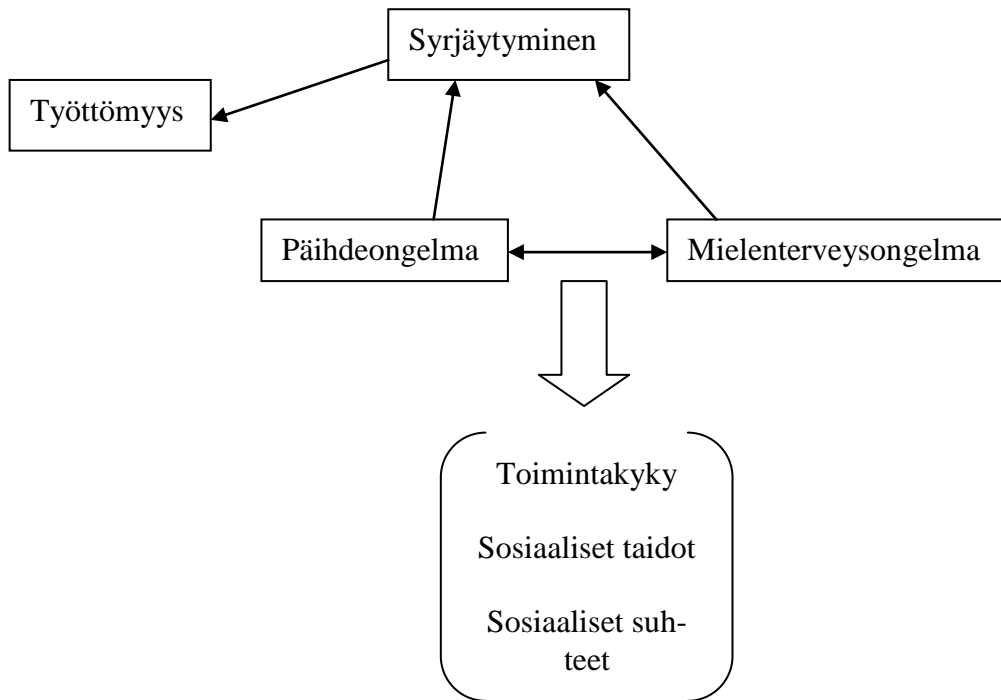 Syrjäytyminen
Työttömyys
Päihdeongelma
Mielenterveysongelma
Toimintakyky
Sosiaaliset taidot
Sosiaaliset suh-
teet